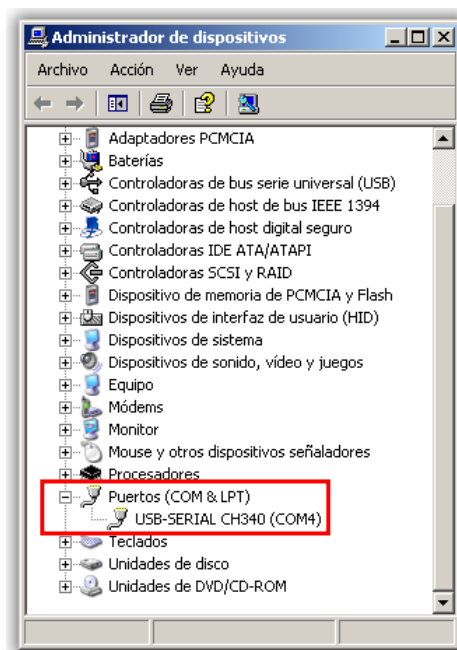 Administrador de dispositivos
Archivo Acción Ver Ayuda
Adaptadores PCMCIA
Baterías
Controladoras de bus serie universal (USB)
Controladoras de host de bus IEEE 1394
Controladoras de host digital seguro
Controladoras IDE ATA/ATAPI
Controladoras SCSI y RAID
Dispositivo de memoria de PCMCIA y Flash
Dispositivos de interfaz de usuario (HID)
Dispositivos de sistema
Dispositivos de sonido, vídeo y juegos
Equipo
Módems
Monitor
Mouse y otros dispositivos señaladores
Procesadores
Puertos (COM & LPT)
USB-SERIAL CH340 (COM4)
Teclados
Unidades de disco
Unidades de DVD/CD-ROM